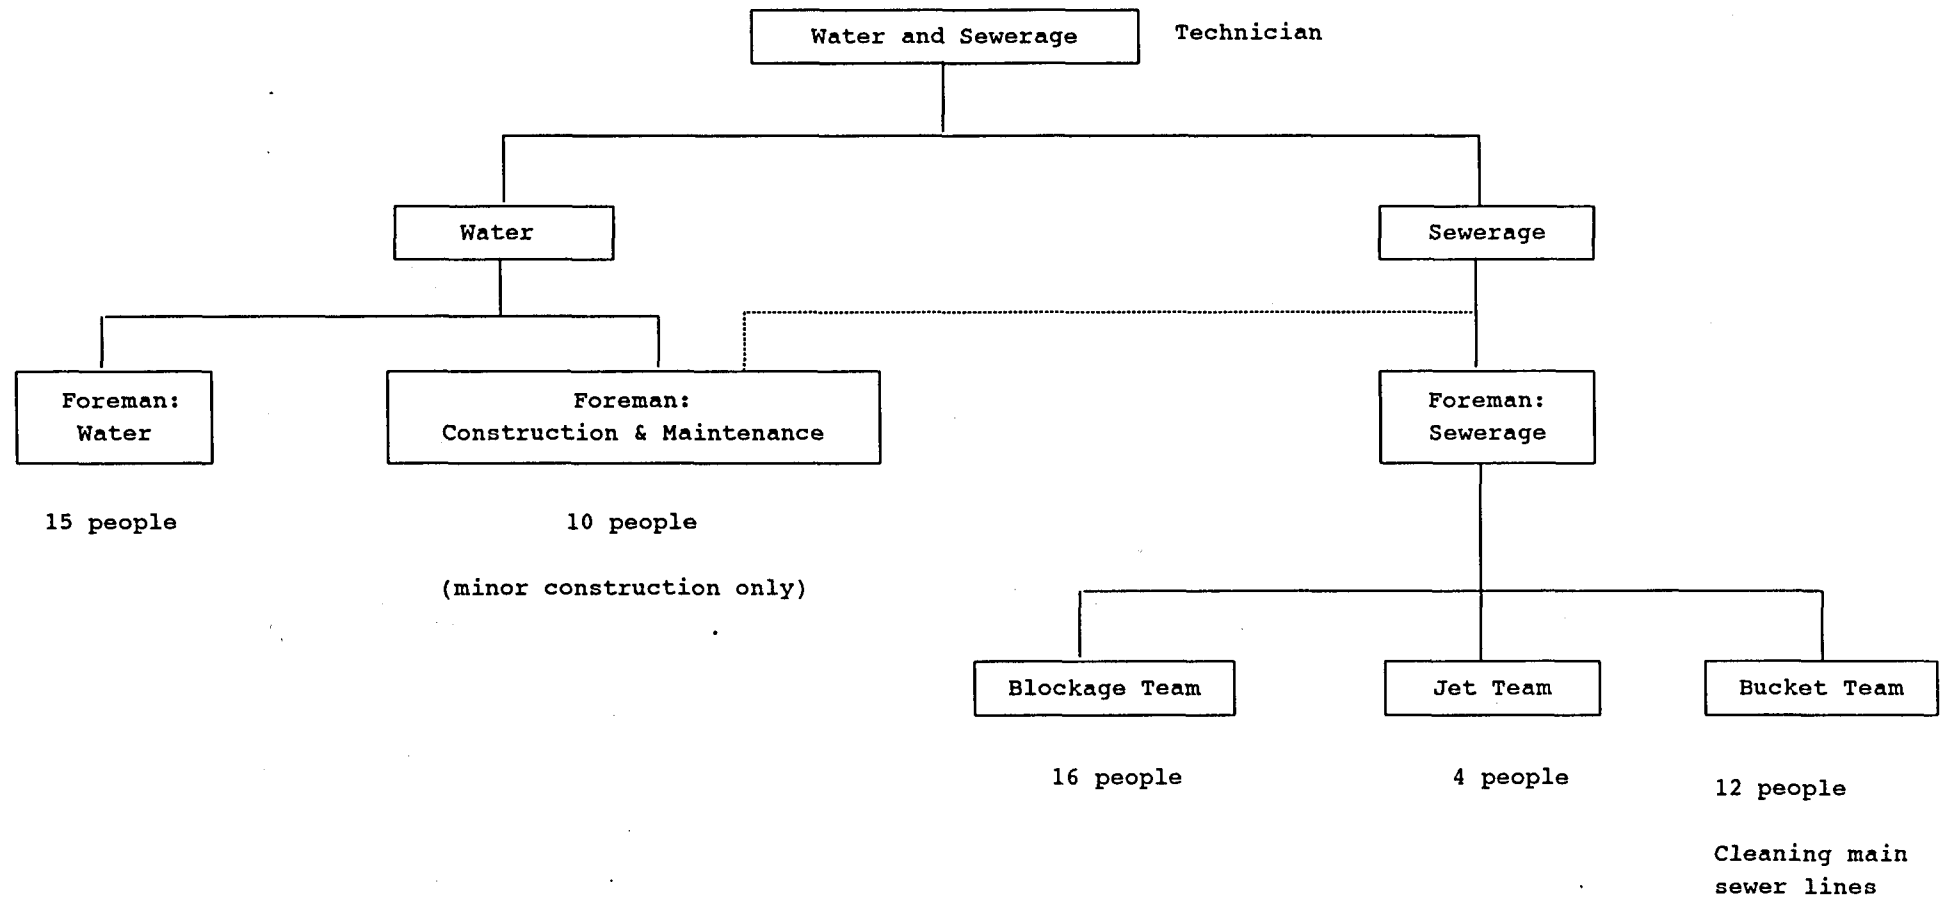 Water and Sewerage
Technician
Water
Sewerage
Foreman:
Water
Foreman:
Construction & Maintenance
Foreman:
Sewerage
15 people
10 people
(minor construction only)
Blockage Team
Jet Team
Bucket Team
16 people
4 people
12 people
Cleaning main
sewer lines